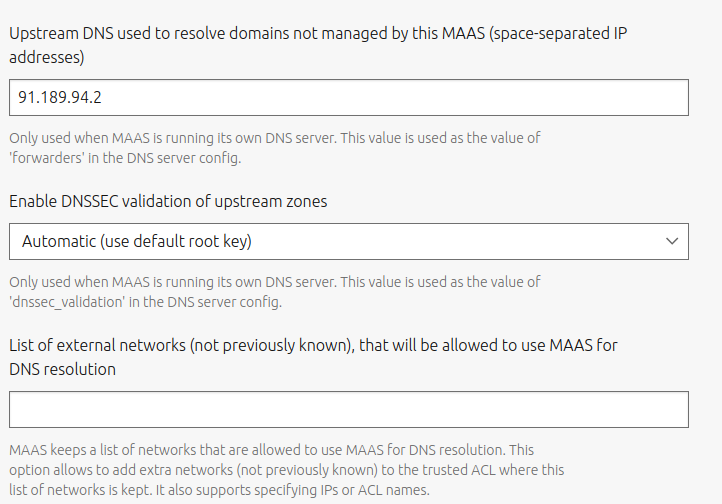 Upstream DNS used to resolve domains not managed by this MAAS (space-separated IP
addresses)
91.189.94.2
Only used when MAAS is running its own DNS server. This value is used as the value of
'forwarders' in the DNS server config.
Enable DNSSEC validation of upstream zones
Automatic (use default root key)
Only used when MAAS is running its own DNS server. This value is used as the value of
'dnssec_validation' in the DNS server config.
List of external networks (not previously known), that will be allowed to use MAAS for
DNS resolution
MAAS keeps a list of networks that are allowed to use MAAS for DNS resolution. This
option allows to add extra networks (not previously known) to the trusted ACL where this
list of networks is kept. It also supports specifying IPs or ACL names.